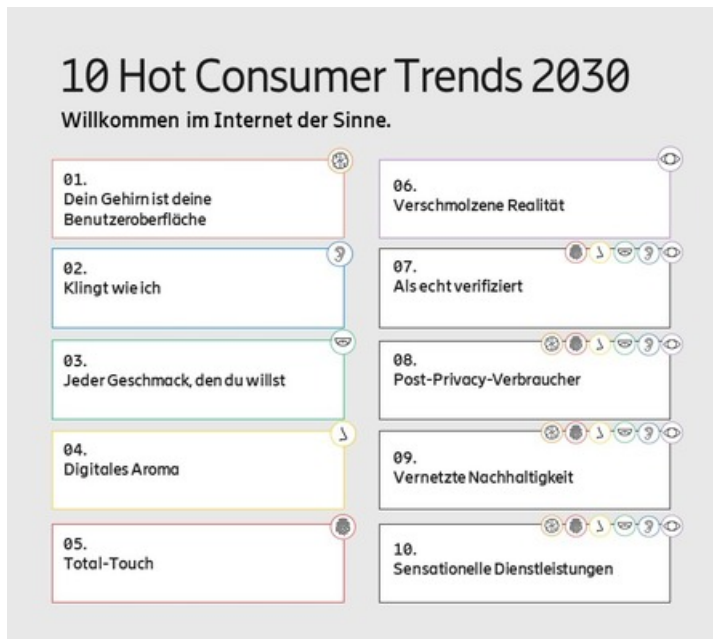 10 Hot Consumer Trends 2030
Willkommen im Internet der Sinne.
01.
Dein Gehirn ist deine
Benutzeroberfläche
02.
Klingt wie ich
03.
Jeder Geschmack, den du willst
04.
Digitales Aroma
05.
Total-Touch
06.
Verschmolzene Realität
07.
Als echt verifiziert
08.
Post-Privacy-Verbraucher
09.
Vernetzte Nachhaltigkeit
10.
Sensationelle Dienstleistungen